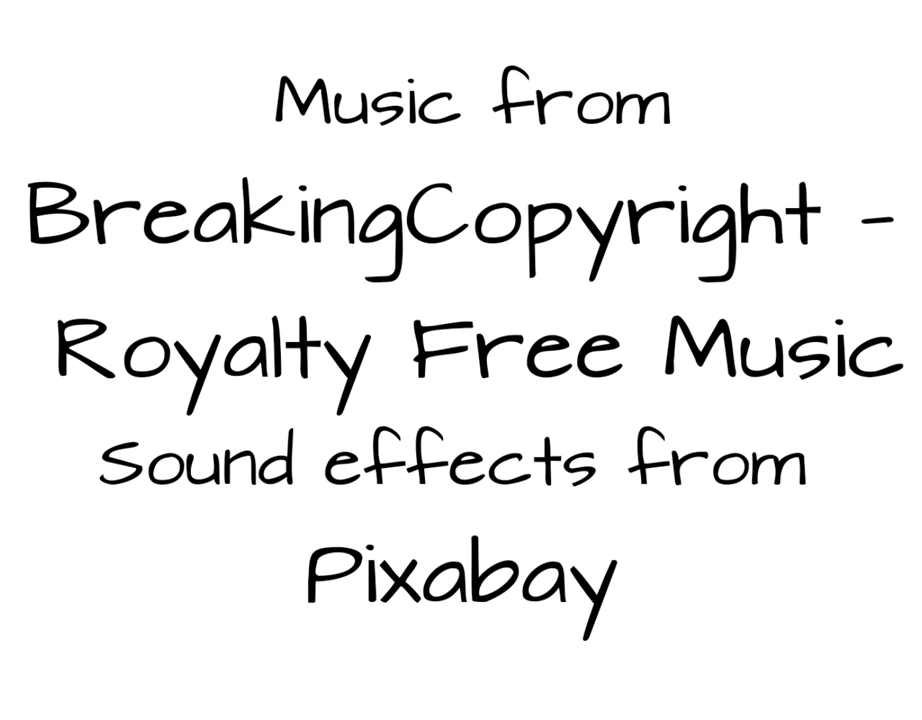 Music from
BreakingCopyright -
Royalty Free Music
Sound effects from
Pixabay